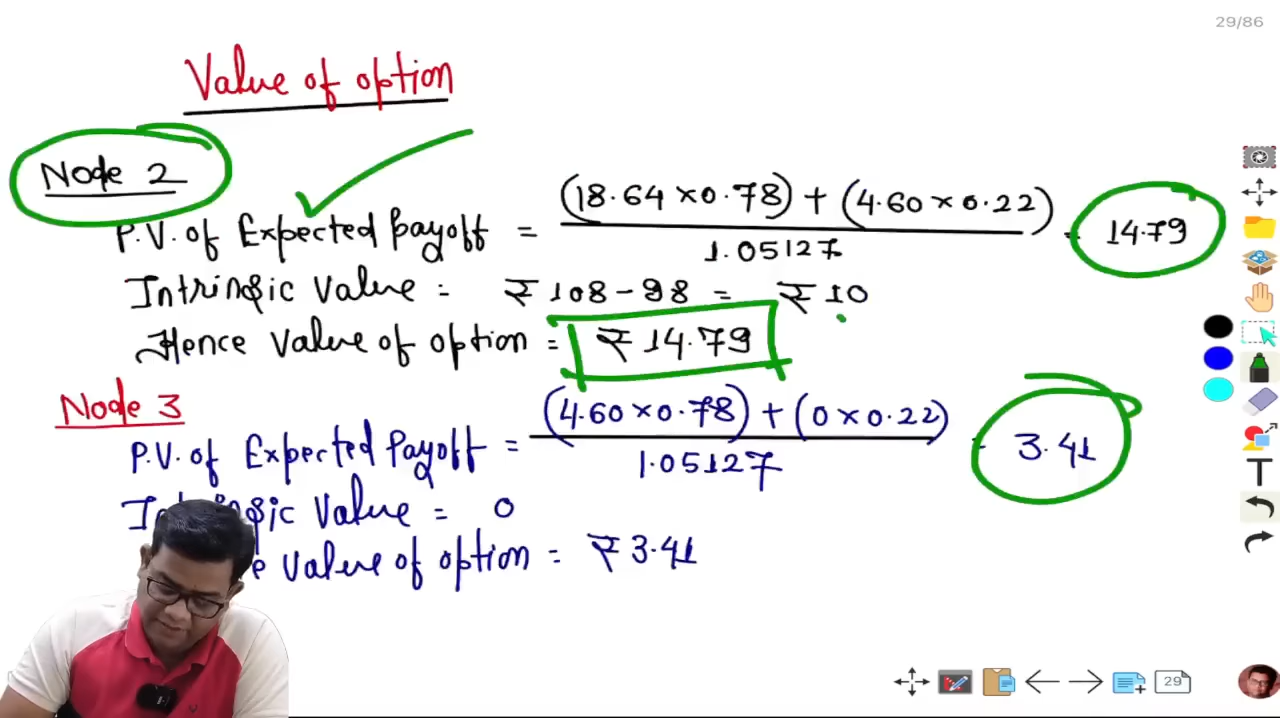 29/86
Value of option
Node 2
P.V. of Expected Payoff = (18.64 × 0.78) + (4.60 × 0.22) / 1.05127 = 14.79
Intrinsic Value = ₹ 108 - 98 = ₹ 10
Hence Value of option = ₹ 14.79
Node 3
P.V. of Expected Payoff = (4.60 × 0.78) + (0 × 0.22) / 1.05127 = 3.41
Intrinsic Value = 0
Value of option = ₹ 3.41
T
29